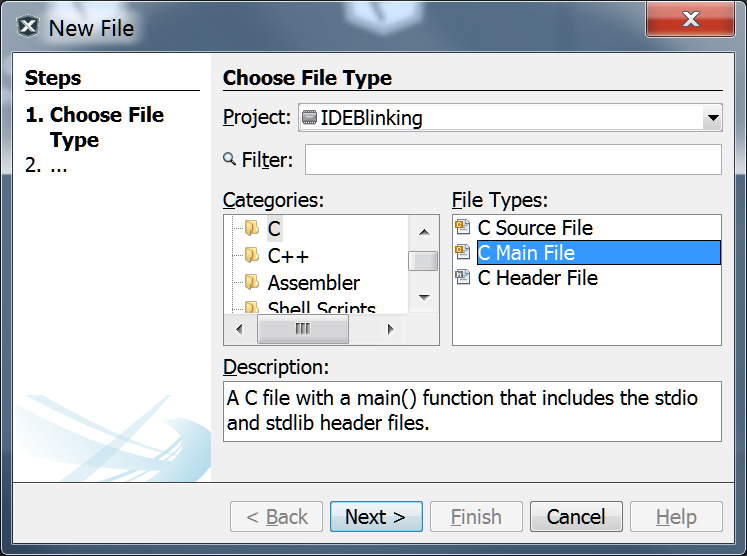 New File
Steps
1. Choose File
Type
2. ...
Choose File Type
Project: IDEBlinking
Filter:
Categories:
C
C++
Assembler
Shell Scripts
File Types:
C Source File
C Main File
C Header File
Description:
A C file with a main() function that includes the stdio
and stdlib header files.
< Back Next > Finish Cancel Help